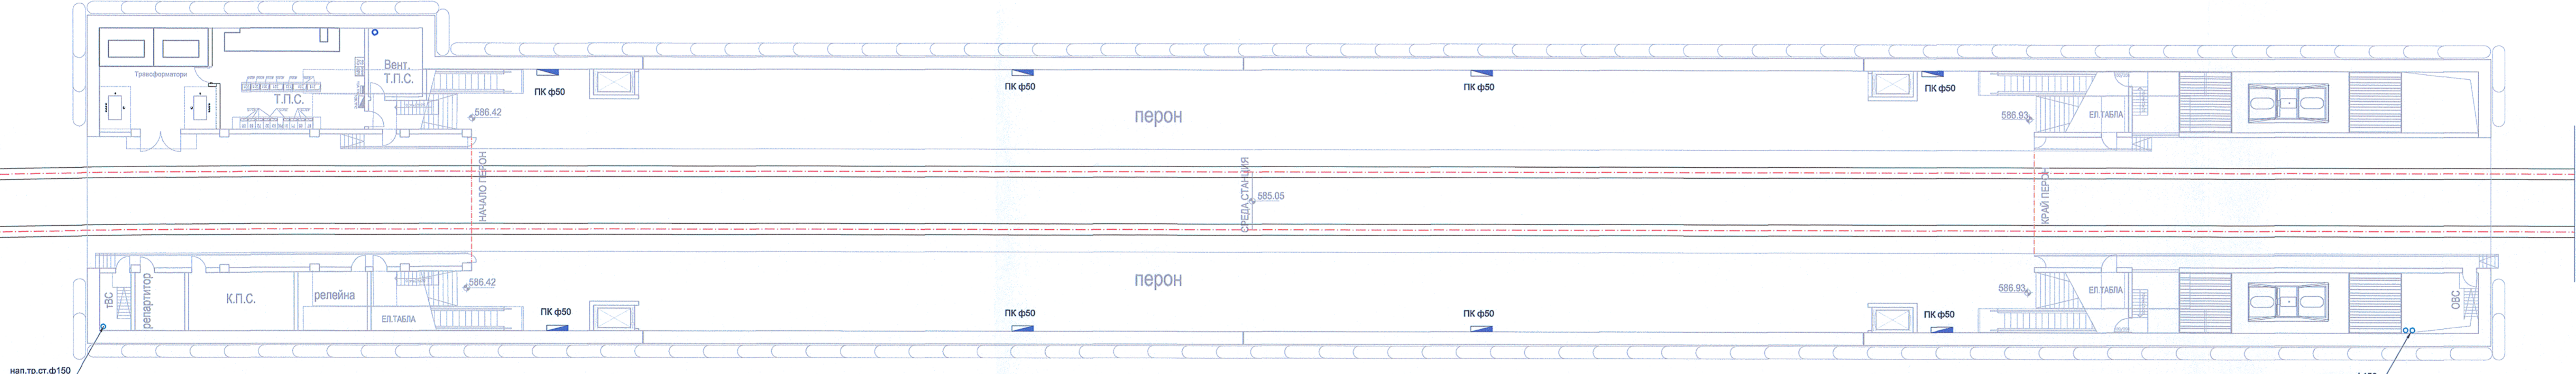 Трансформатори
Вент.
Т.П.С.
Т.П.С.
ПК ф50
ПК ф50
ПК ф50
ПК ф50
586.42
перон
586.93
ЕЛ.ТАБЛА
НАЧАЛО ПЕРОН
СРЕДА СТАНЦИЯ
585.05
КРАЙ ПЕРОН
тВС
репартитор
К.П.С.
релейна
ЕЛ.ТАБЛА
586.42
перон
586.93
ЕЛ.ТАБЛА
ОВС
ПК ф50
ПК ф50
ПК ф50
ПК ф50
нап.тр.ст.ф150